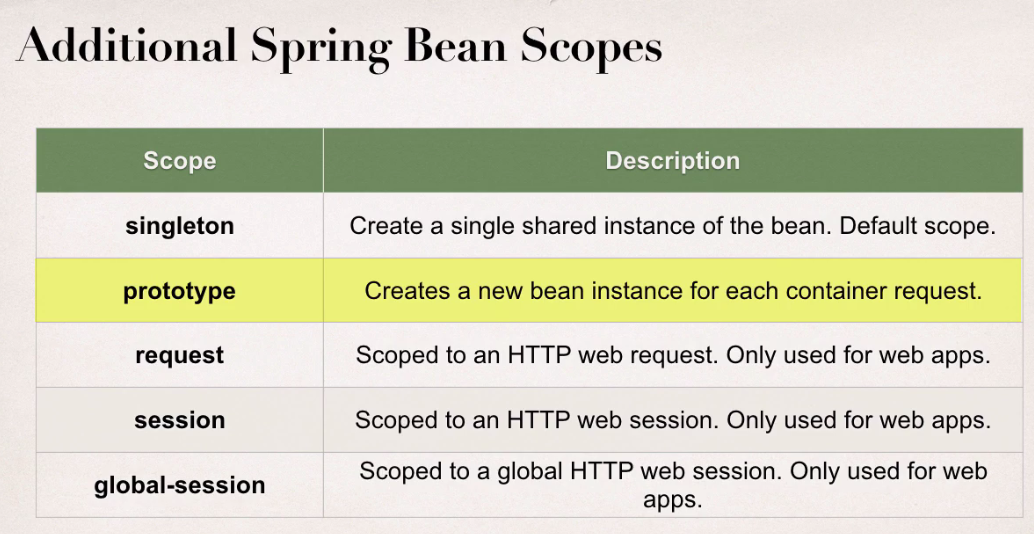 Additional Spring Bean Scopes
Scope Description
singleton Create a single shared instance of the bean. Default scope.
prototype Creates a new bean instance for each container request.
request Scoped to an HTTP web request. Only used for web apps.
session Scoped to an HTTP web session. Only used for web apps.
global-session Scoped to a global HTTP web session. Only used for web
apps.